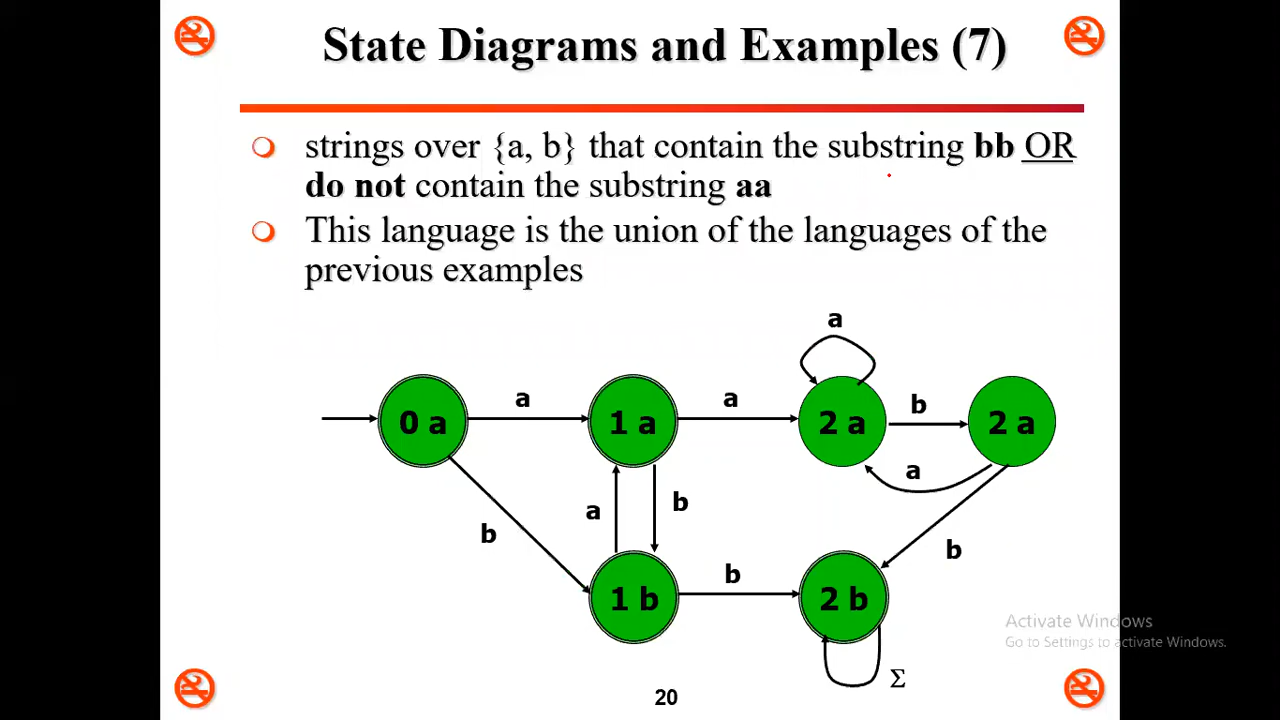 State Diagrams and Examples (7)
strings over {a, b} that contain the substring bb OR
do not contain the substring aa
This language is the union of the languages of the
previous examples
a
a
a
b
0 a
1 a
2 a
2 a
a
b
a
b
b
b
1 b
2 b
Σ
Activate Windows
Go to Settings to activate Windows.
20